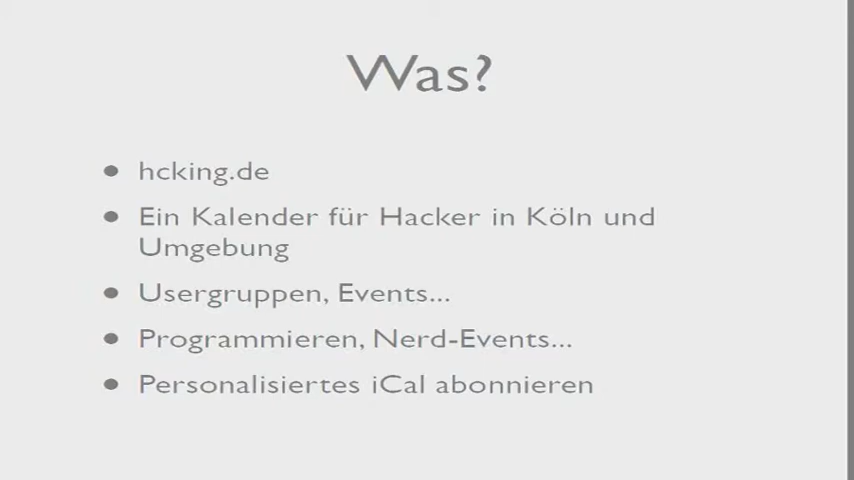 Was?
• hcking.de
• Ein Kalender für Hacker in Köln und
Umgebung
• Usergruppen, Events...
• Programmieren, Nerd-Events...
• Personalisiertes iCal abonnieren